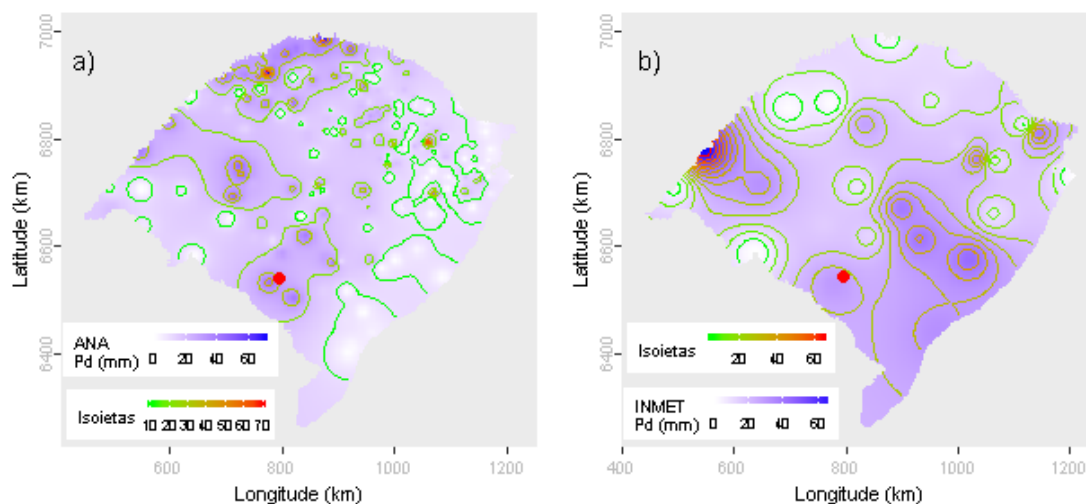 a)
7000
6800
6600
6400
Latitude (km)
ANA
Pd (mm) 0 20 40 60
Isoietas
10 20 30 40 50 60 70
600 800 1000 1200
Longitude (km)
b)
7000
6800
6600
6400
Latitude (km)
Isoietas
20 40 60
INMET
Pd (mm) 0 20 40 60
400 600 800 1000 1200
Longitude (km)